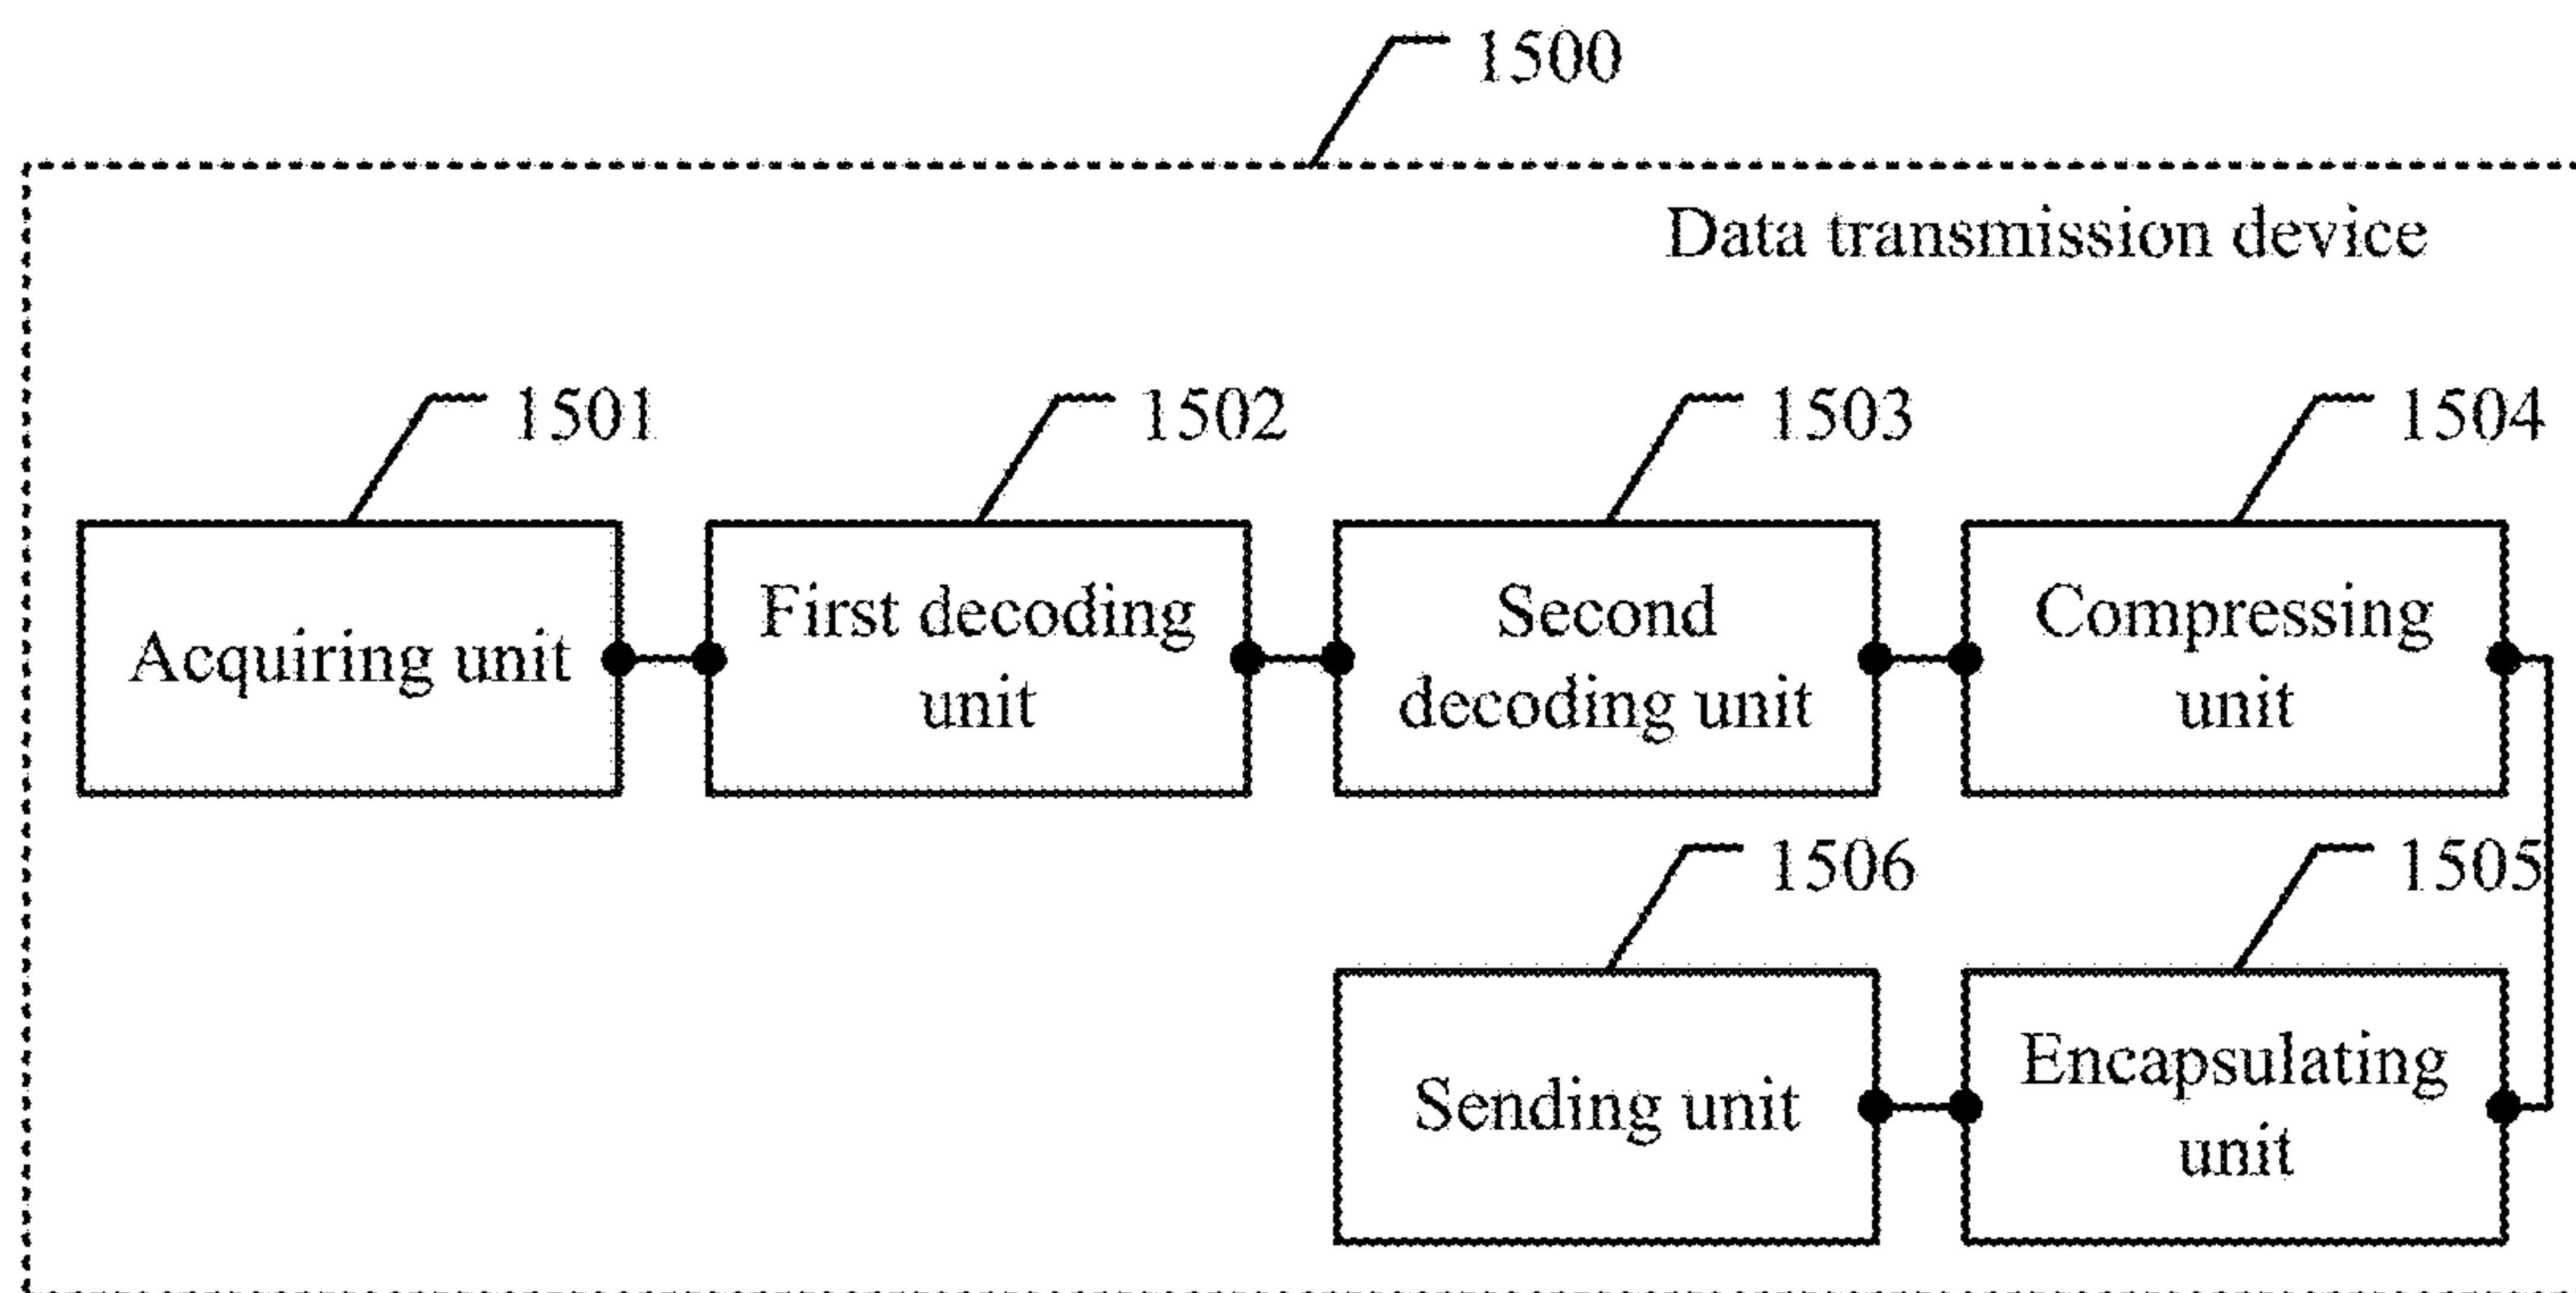 1500
Data transmission device
1501
1502
1503
1504
Acquiring unit
First decoding
unit
Second
decoding unit
Compressing
unit
1506
1505
Sending unit
Encapsulating
unit